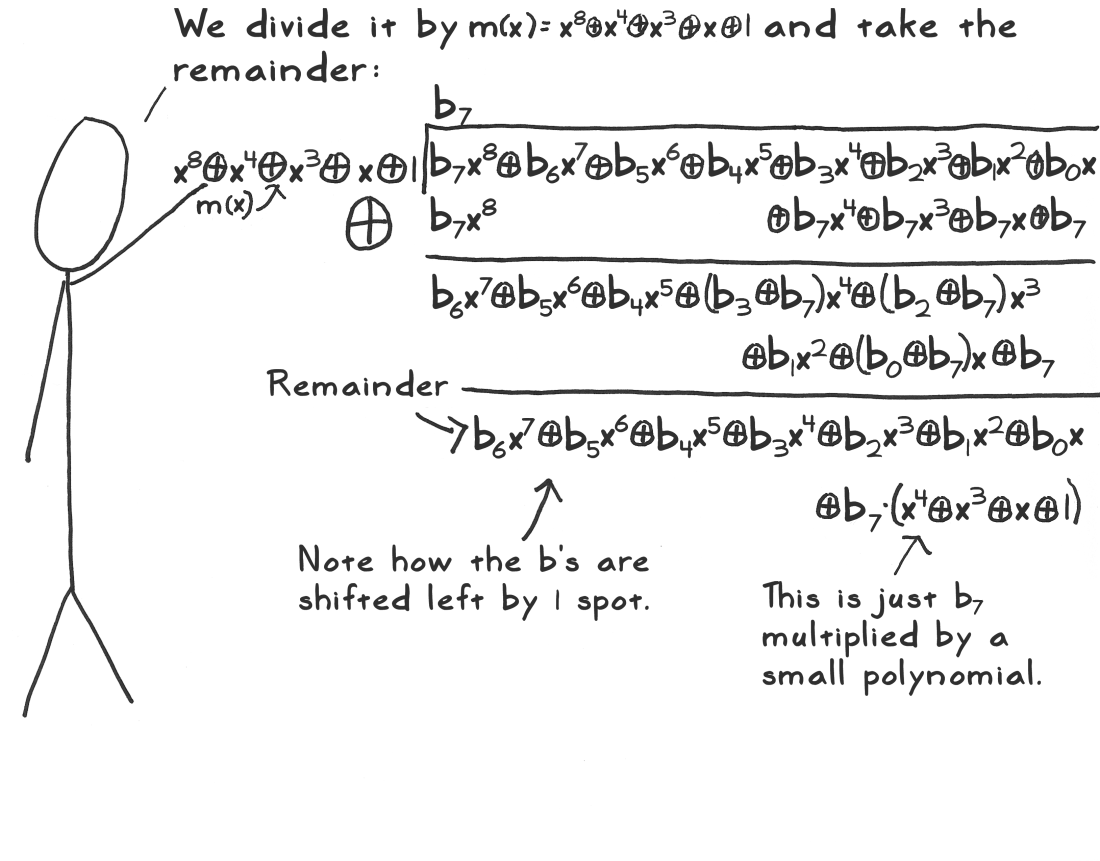 We divide it by m(x)= x⁸⊕x⁴⊕x³⊕x⊕1 and take the
remainder:
b₇
x⁸⊕x⁴⊕x³⊕x⊕1 b₇x⁸⊕b₆x⁷⊕b₅x⁶⊕b₄x⁵⊕b₃x⁴⊕b₂x³⊕b₁x²⊕b₀x
m(x)
⊕ b₇x⁸ ⊕b₇x⁴⊕b₇x³⊕b₇x⊕b₇
b₆x⁷⊕b₅x⁶⊕b₄x⁵⊕(b₃⊕b₇)x⁴⊕(b₂⊕b₇)x³
⊕b₁x²⊕(b₀⊕b₇)x⊕b₇
Remainder
b₆x⁷⊕b₅x⁶⊕b₄x⁵⊕b₃x⁴⊕b₂x³⊕b₁x²⊕b₀x
⊕b₇·(x⁴⊕x³⊕x⊕1)
Note how the b's are
shifted left by 1 spot.
This is just b₇
multiplied by a
small polynomial.